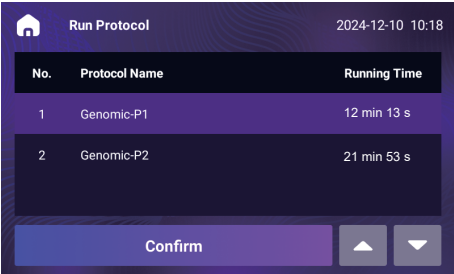 Run Protocol 2024-12-10 10:18
No. Protocol Name Running Time
1 Genomic-P1 12 min 13 s
2 Genomic-P2 21 min 53 s
Confirm